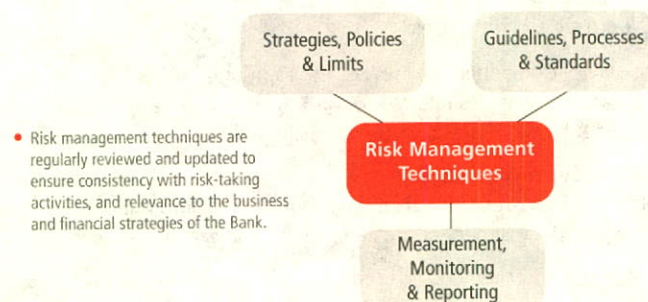 Strategies, Policies
& Limits
Guidelines, Processes
& Standards
• Risk management techniques are
regularly reviewed and updated to
ensure consistency with risk-taking
activities, and relevance to the business
and financial strategies of the Bank.
Risk Management
Techniques
Measurement,
Monitoring
& Reporting